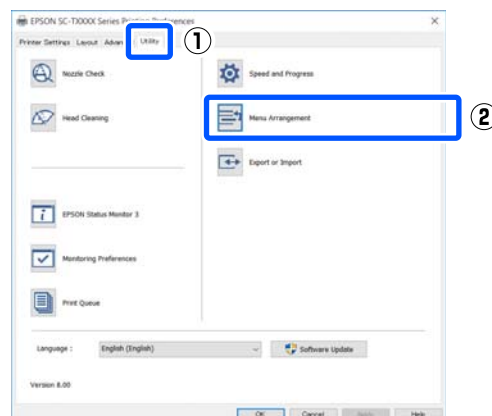 EPSON SC-TXXXX Series Printing Preferences
Printer Settings Layout Advan Utility
①
Nozzle Check
Speed and Progress
Head Cleaning
Menu Arrangement
②
Export or Import
EPSON Status Monitor 3
Monitoring Preferences
Print Queue
Language : English (English) Software Update
Version 8.00
OK Cancel Apply Help